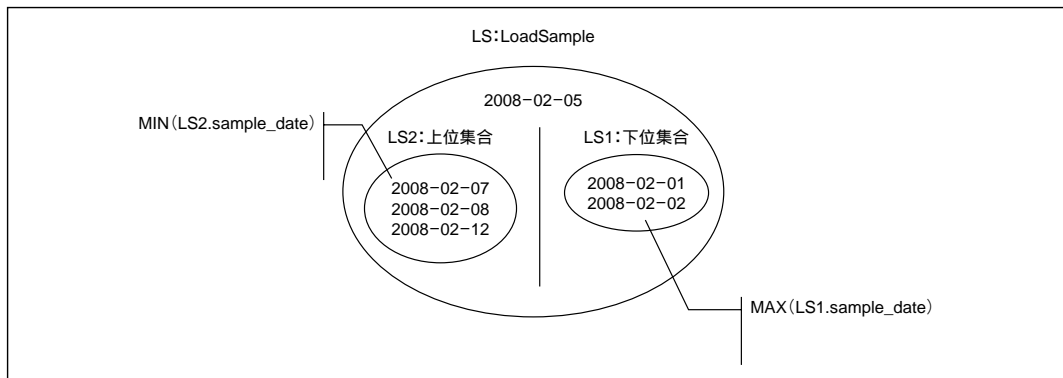 LS：LoadSample
2008−02−05
MIN（LS2.sample_date）
LS2：上位集合
LS1：下位集合
2008−02−07
2008−02−08
2008−02−12
2008−02−01
2008−02−02
MAX（LS1.sample_date）